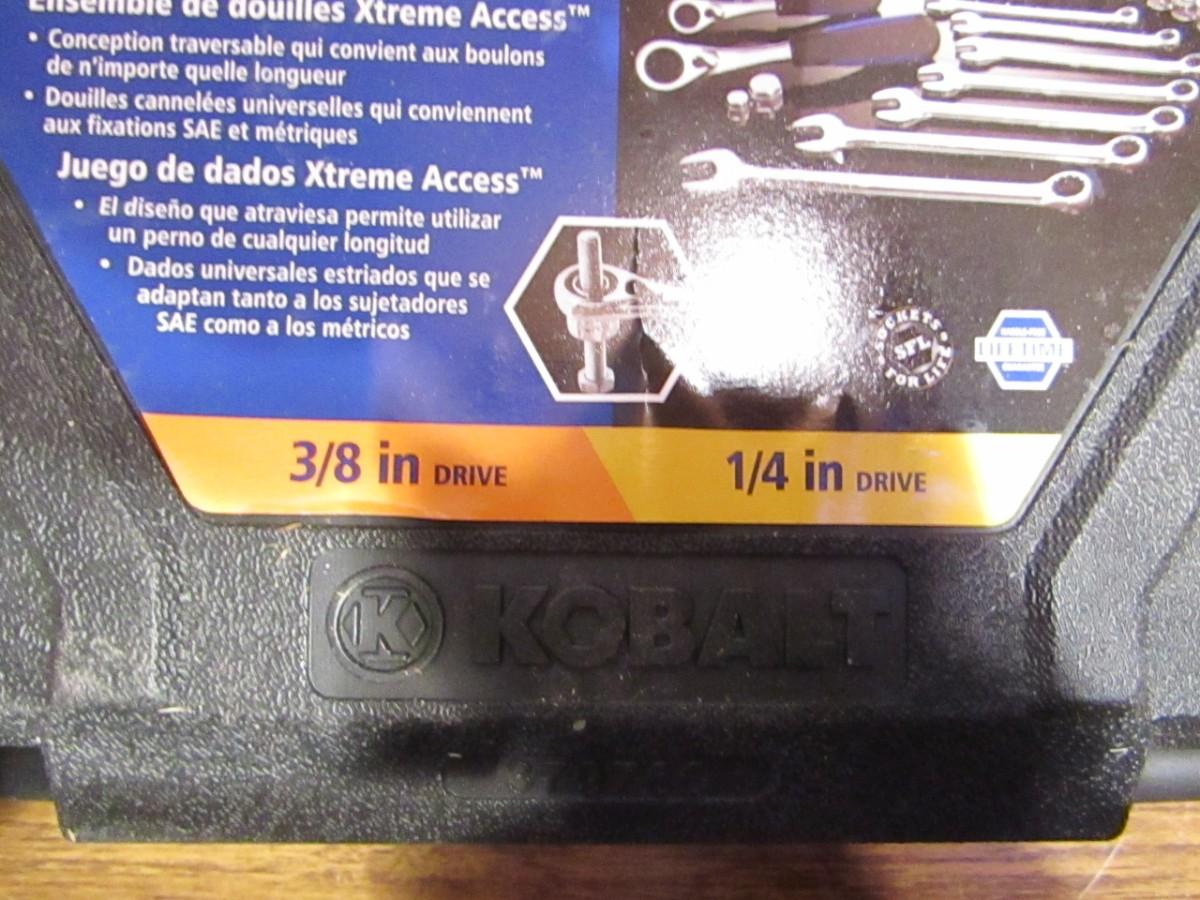 Ensemble de douilles Xtreme Access™
• Conception traversable qui convient aux boulons
de n'importe quelle longueur
• Douilles cannelées universelles qui conviennent
aux fixations SAE et métriques
Juego de dados Xtreme Access™
• El diseño que atraviesa permite utilizar
un perno de cualquier longitud
• Dados universales estriados que se
adaptan tanto a los sujetadores
SAE como a los métricos
SFL
FOR LIFE
LIFETIME
3/8 in DRIVE
1/4 in DRIVE
K KOBALT